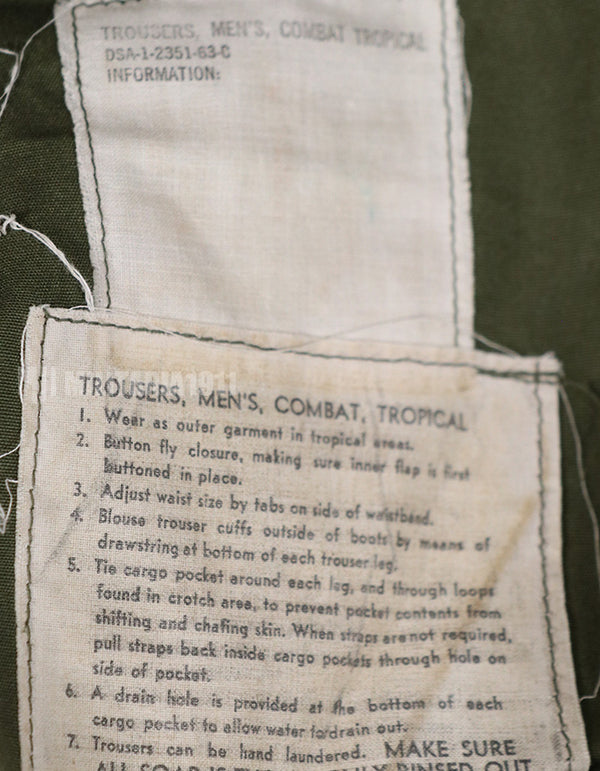 TROUSERS, MEN'S, COMBAT TROPICAL
DSA-1-2351-63-C
INFORMATION:
TROUSERS, MEN'S, COMBAT, TROPICAL
1. Wear as outer garment in tropical areas.
2. Button fly closure, making sure inner flap is first
buttoned in place.
3. Adjust waist size by tabs on side of waistband.
4. Blouse trouser cuffs outside of boots by means of
drawstring at bottom of each trouser leg.
5. Tie cargo pocket around each leg, and through loops
found in crotch area, to prevent pocket contents from
shifting and chafing skin. When straps are not required,
pull straps back inside cargo pockets through hole on
side of pocket.
6. A drain hole is provided at the bottom of each
cargo pocket to allow water to drain out.
7. Trousers can be hand laundered. MAKE SURE
ALL SOAP IS RINSED OUT